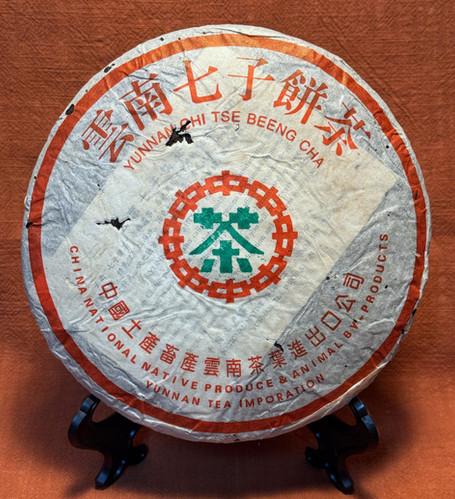 雲南七子餅茶
YUNNAN CHI TSE BEENG CHA
茶
中國土產畜產雲南茶葉進出口公司
CHINA NATIONAL NATIVE PRODUCE & ANIMAL BY-PRODUCTS
YUNNAN TEA IMPORATION